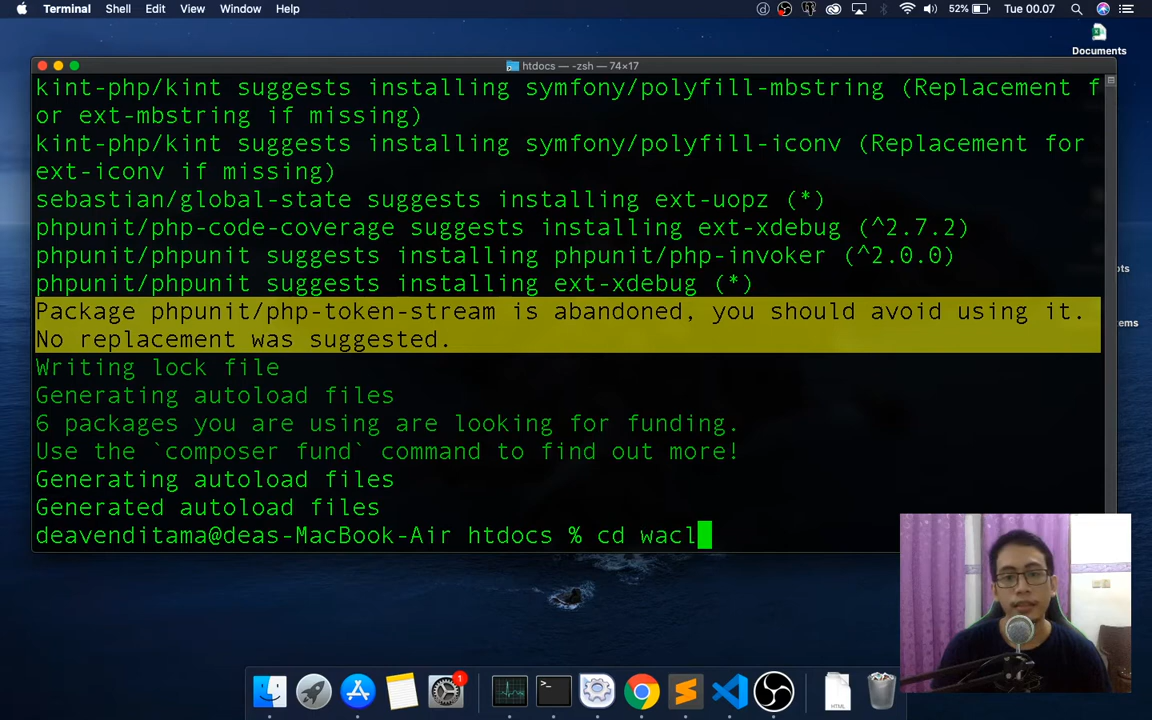 Terminal Shell Edit View Window Help 52% Tue 00.07
Documents
htdocs — -zsh — 74×17
kint-php/kint suggests installing symfony/polyfill-mbstring (Replacement f
or ext-mbstring if missing)
kint-php/kint suggests installing symfony/polyfill-iconv (Replacement for
ext-iconv if missing)
sebastian/global-state suggests installing ext-uopz (*)
phpunit/php-code-coverage suggests installing ext-xdebug (^2.7.2)
phpunit/phpunit suggests installing phpunit/php-invoker (^2.0.0)
phpunit/phpunit suggests installing ext-xdebug (*)
Package phpunit/php-token-stream is abandoned, you should avoid using it.
No replacement was suggested.
Writing lock file
Generating autoload files
6 packages you are using are looking for funding.
Use the `composer fund` command to find out more!
Generating autoload files
Generated autoload files
deavenditama@deas-MacBook-Air htdocs % cd wacl
1
HTML